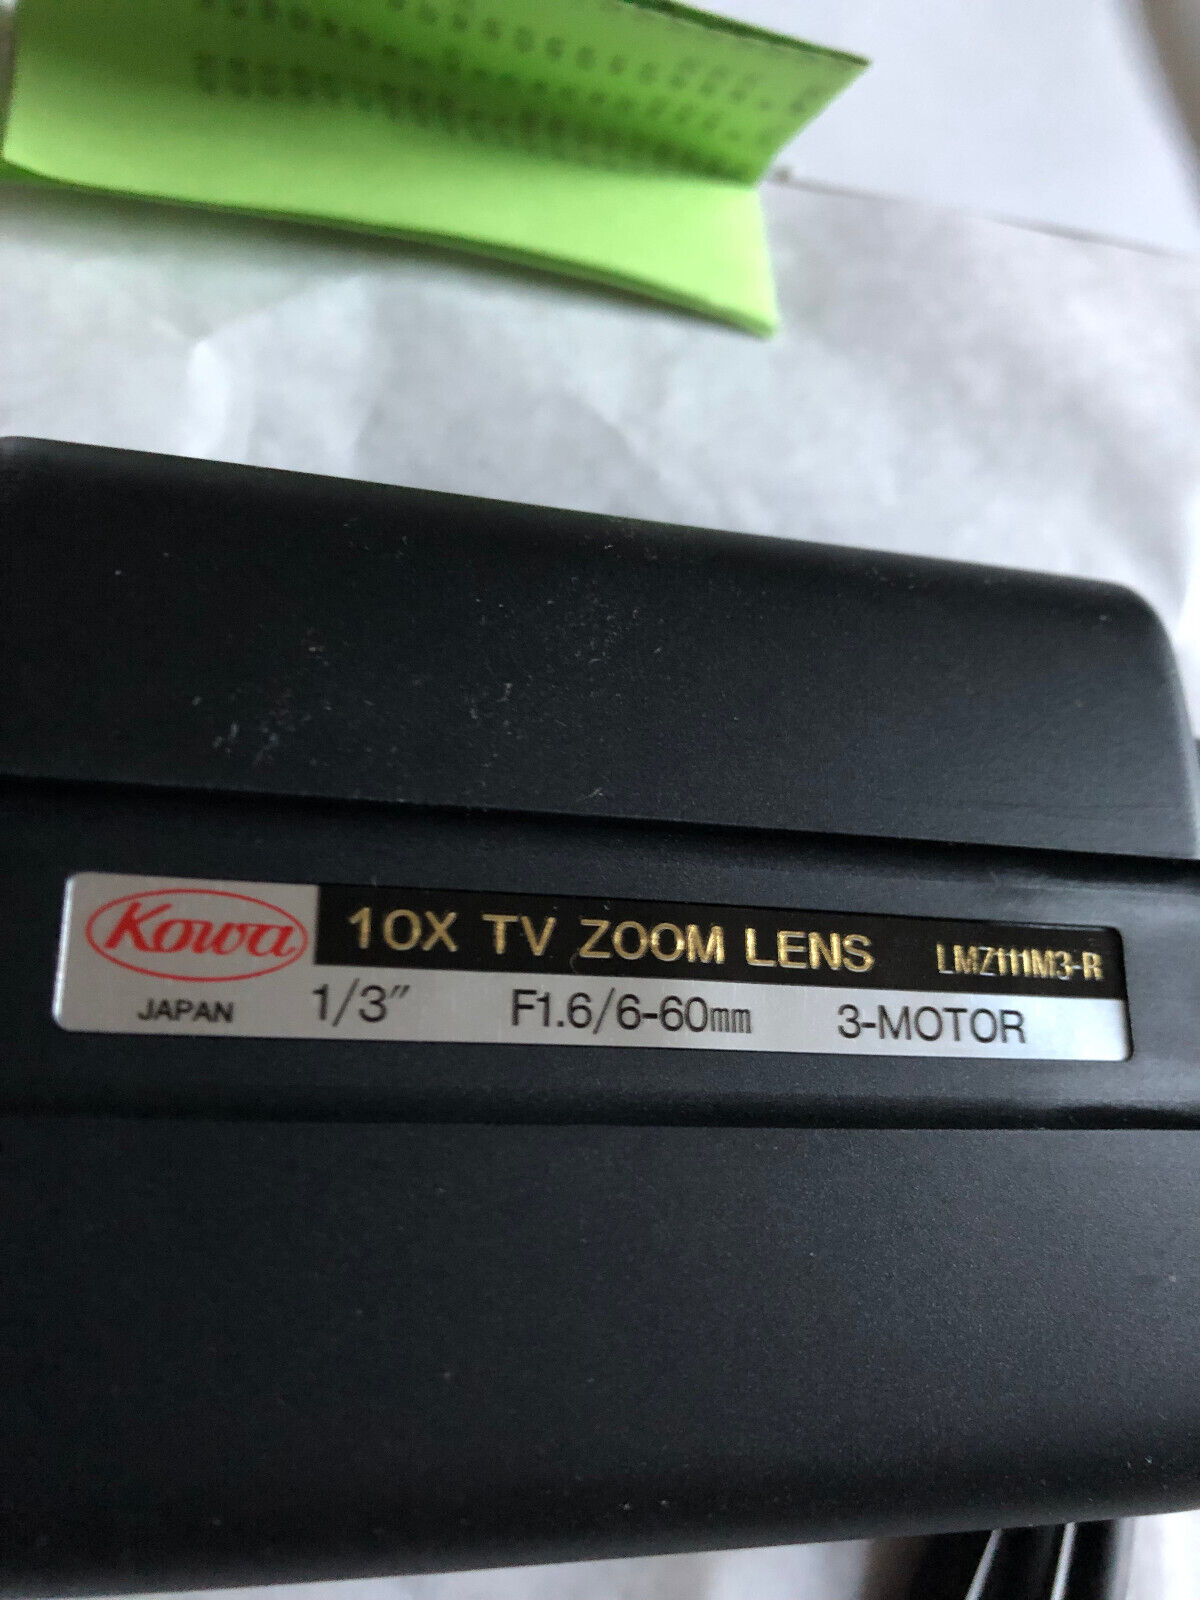 Kowa
10X TV ZOOM LENS LMZ111M3-R
JAPAN 1/3″ F1.6/6-60mm 3-MOTOR